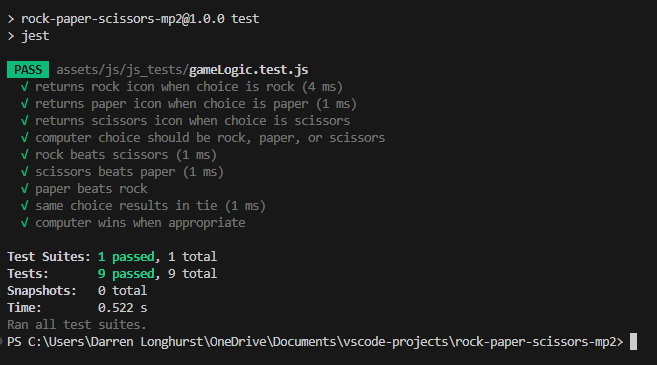 > rock-paper-scissors-mp2@1.0.0 test
> jest
PASS assets/js/js_tests/gameLogic.test.js
√ returns rock icon when choice is rock (4 ms)
√ returns paper icon when choice is paper (1 ms)
√ returns scissors icon when choice is scissors
√ computer choice should be rock, paper, or scissors
√ rock beats scissors (1 ms)
√ scissors beats paper (1 ms)
√ paper beats rock
√ same choice results in tie (1 ms)
√ computer wins when appropriate
Test Suites: 1 passed, 1 total
Tests: 9 passed, 9 total
Snapshots: 0 total
Time: 0.522 s
Ran all test suites.
PS C:\Users\Darren Longhurst\OneDrive\Documents\vscode-projects\rock-paper-scissors-mp2>